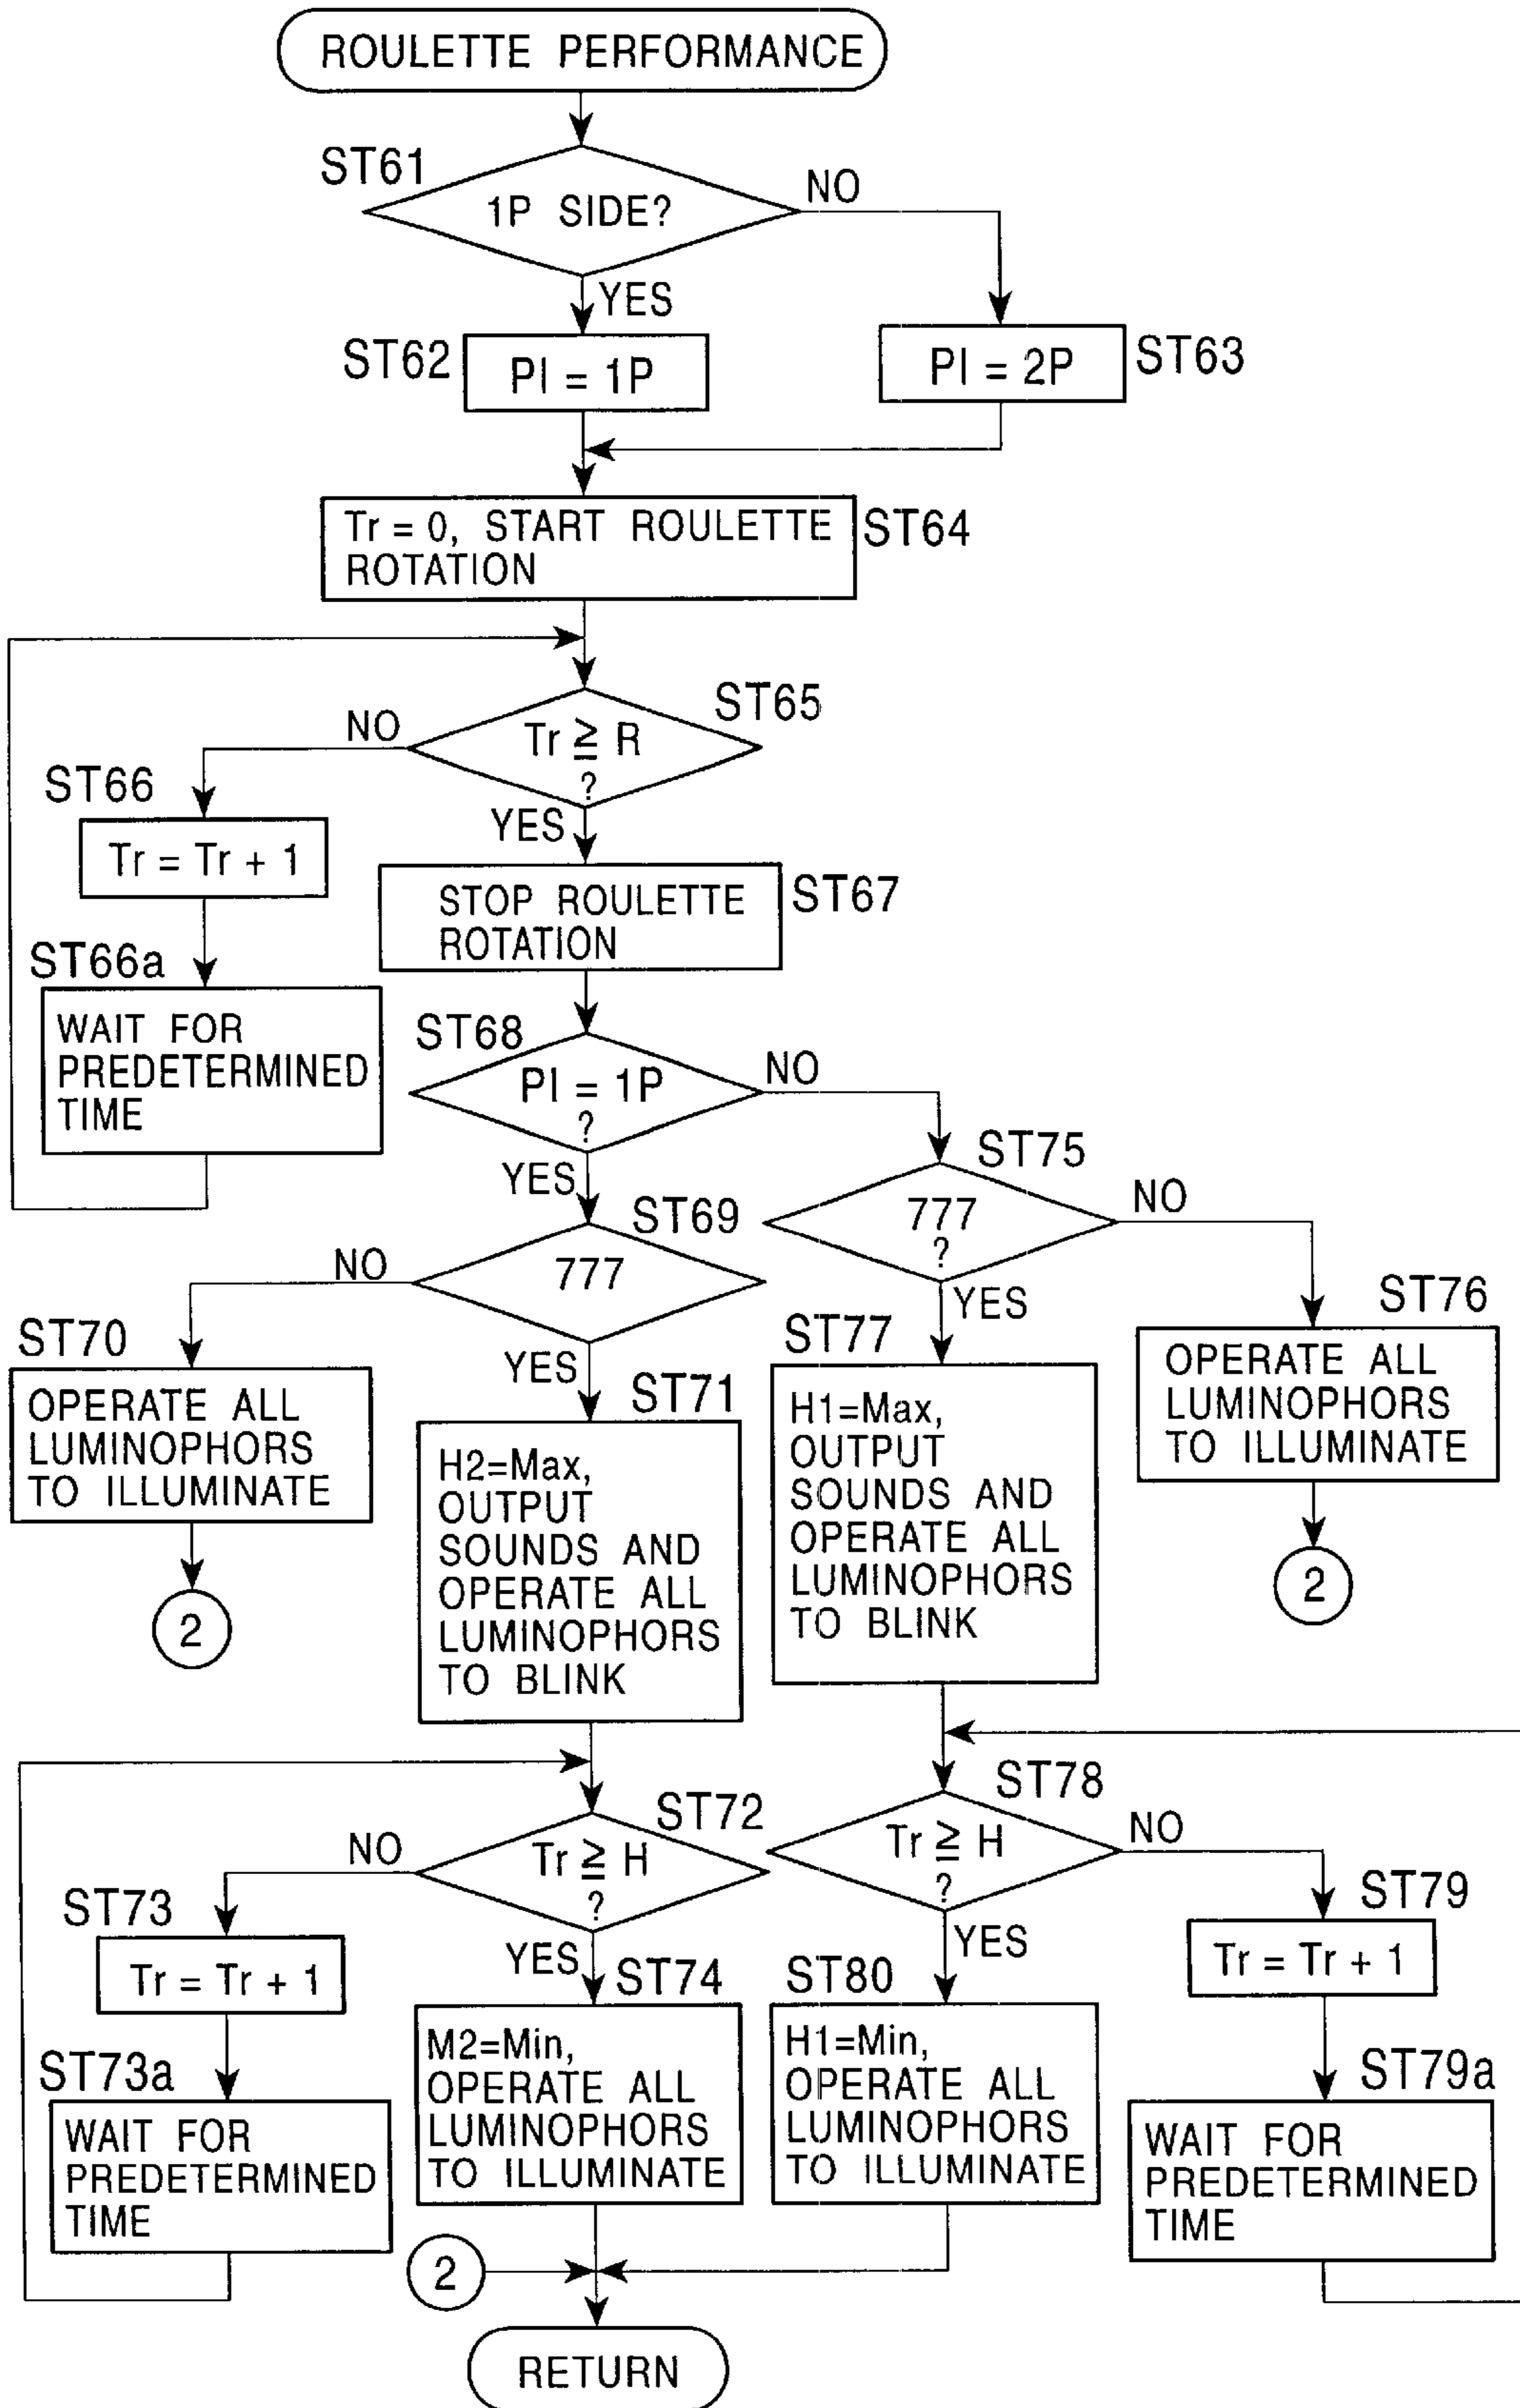 ROULETTE PERFORMANCE
ST61
1P SIDE?
NO
YES
ST62
PI = 1P
PI = 2P
ST63
Tr = 0, START ROULETTE
ROTATION
ST64
ST65
NO
Tr ≧ R
?
ST66
YES
Tr = Tr + 1
STOP ROULETTE
ROTATION
ST67
ST66a
WAIT FOR
PREDETERMINED
TIME
ST68
PI = 1P
?
NO
YES
ST75
777
?
NO
ST69
777
NO
YES
YES
ST70
OPERATE ALL
LUMINOPHORS
TO ILLUMINATE
2
ST71
H2=Max,
OUTPUT
SOUNDS AND
OPERATE ALL
LUMINOPHORS
TO BLINK
ST77
H1=Max,
OUTPUT
SOUNDS AND
OPERATE ALL
LUMINOPHORS
TO BLINK
ST76
OPERATE ALL
LUMINOPHORS
TO ILLUMINATE
2
ST72
Tr ≧ H
?
NO
YES
ST78
Tr ≧ H
?
NO
YES
ST73
Tr = Tr + 1
ST79
Tr = Tr + 1
ST73a
WAIT FOR
PREDETERMINED
TIME
ST74
M2=Min,
OPERATE ALL
LUMINOPHORS
TO ILLUMINATE
ST80
H1=Min,
OPERATE ALL
LUMINOPHORS
TO ILLUMINATE
ST79a
WAIT FOR
PREDETERMINED
TIME
2
RETURN